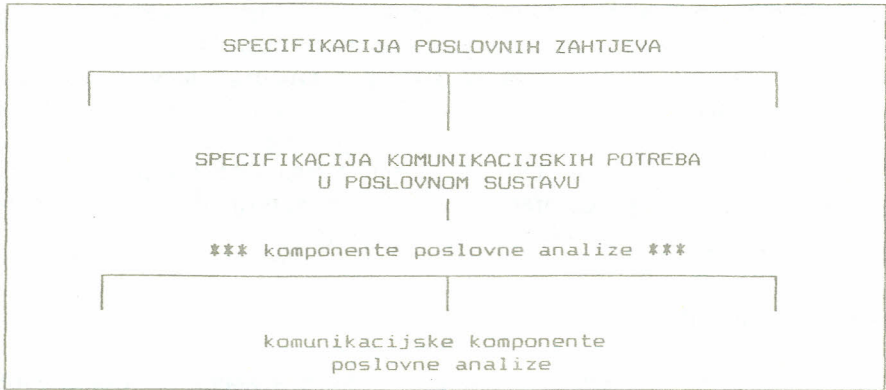 SPECIFIKACIJA POSLOVNIH ZAHTJEVA
SPECIFIKACIJA KOMUNIKACIJSKIH POTREBA
U POSLOVNOM SUSTAVU
*** komponente poslovne analize ***
komunikacijske komponente
poslovne analize